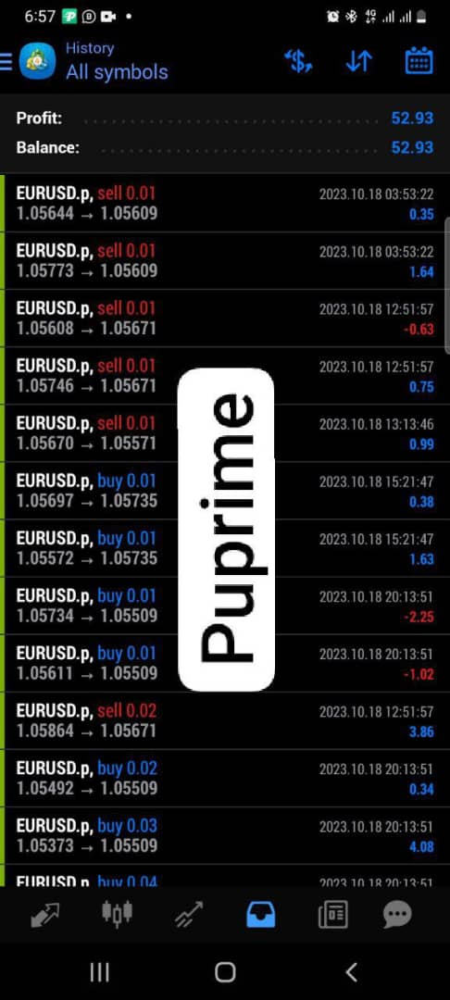 6:57
4G
History
All symbols
Profit: 52.93
Balance: 52.93
EURUSD.p, sell 0.01 2023.10.18 03:53:22
1.05644 → 1.05609 0.35
EURUSD.p, sell 0.01 2023.10.18 03:53:22
1.05773 → 1.05609 1.64
EURUSD.p, sell 0.01 2023.10.18 12:51:57
1.05608 → 1.05671 -0.63
EURUSD.p, sell 0.01 2023.10.18 12:51:57
1.05746 → 1.05671 0.75
EURUSD.p, sell 0.01 2023.10.18 13:13:46
1.05670 → 1.05571 0.99
EURUSD.p, buy 0.01 2023.10.18 15:21:47
1.05697 → 1.05735 0.38
EURUSD.p, buy 0.01 2023.10.18 15:21:47
1.05572 → 1.05735 1.63
EURUSD.p, buy 0.01 2023.10.18 20:13:51
1.05734 → 1.05509 -2.25
EURUSD.p, buy 0.01 2023.10.18 20:13:51
1.05611 → 1.05509 -1.02
EURUSD.p, sell 0.02 2023.10.18 12:51:57
1.05864 → 1.05671 3.86
EURUSD.p, buy 0.02 2023.10.18 20:13:51
1.05492 → 1.05509 0.34
EURUSD.p, buy 0.03 2023.10.18 20:13:51
1.05373 → 1.05509 4.08
EURUSD.p, buy 0.04 2023.10.18 20:13:51
Puprime